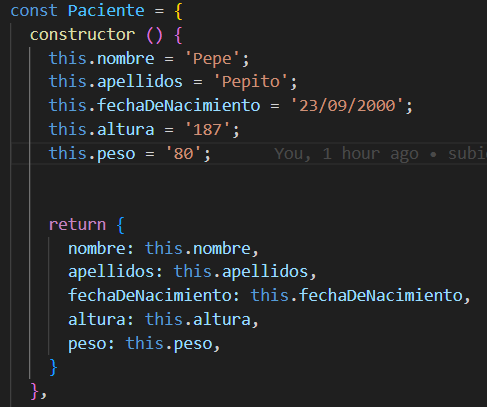 const Paciente = {
constructor () {
this.nombre = 'Pepe';
this.apellidos = 'Pepito';
this.fechaDeNacimiento = '23/09/2000';
this.altura = '187';
this.peso = '80'; You, 1 hour ago •
return {
nombre: this.nombre,
apellidos: this.apellidos,
fechaDeNacimiento: this.fechaDeNacimiento,
altura: this.altura,
peso: this.peso,
}
},